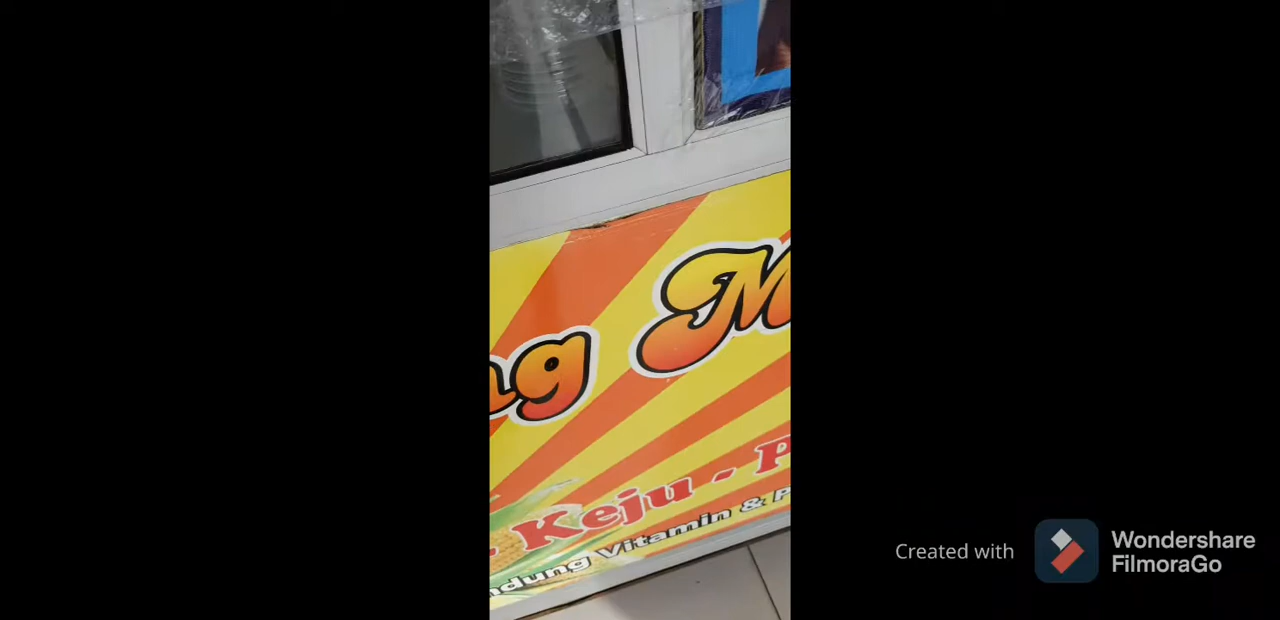 ng M
- Keju - P
ndung Vitamin & P
Created with
Wondershare
FilmoraGo